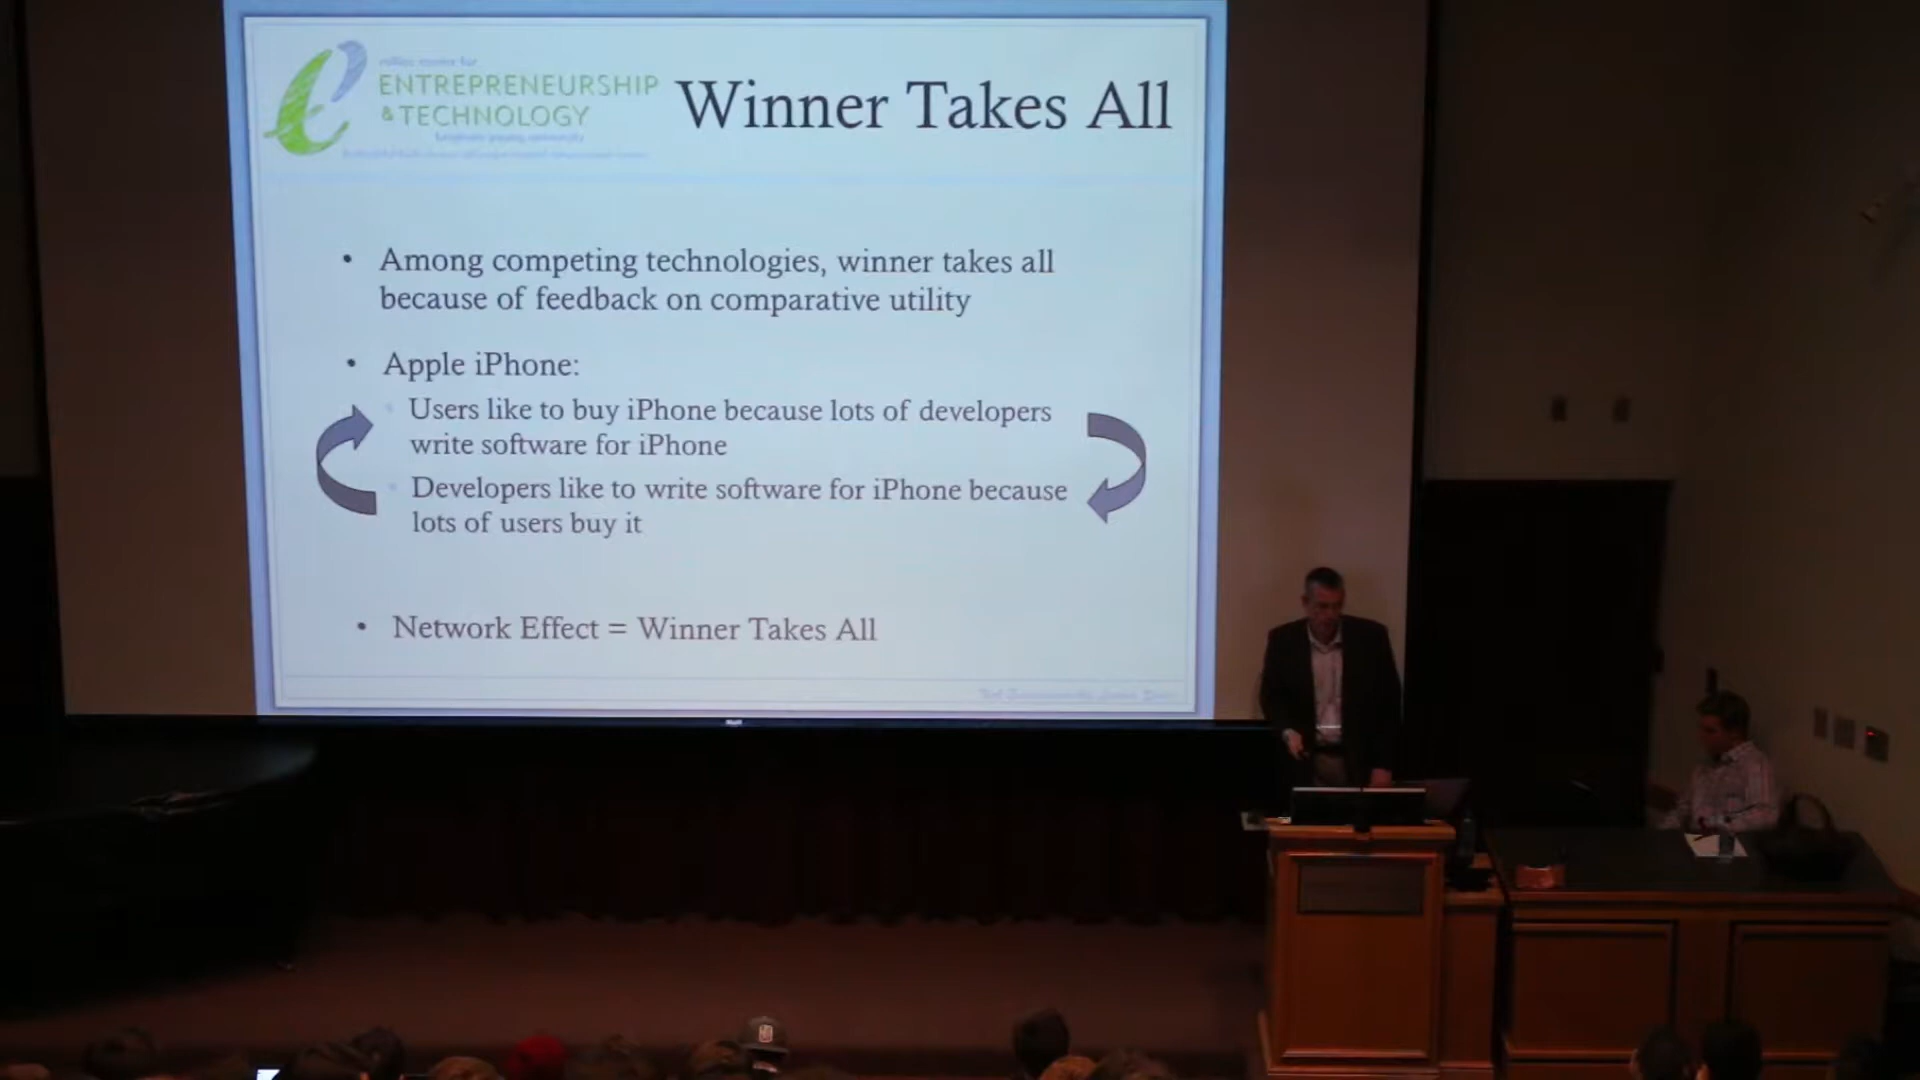 ENTREPRENEURSHIP
& TECHNOLOGY
Winner Takes All
• Among competing technologies, winner takes all
because of feedback on comparative utility
• Apple iPhone:
Users like to buy iPhone because lots of developers
write software for iPhone
Developers like to write software for iPhone because
lots of users buy it
• Network Effect = Winner Takes All